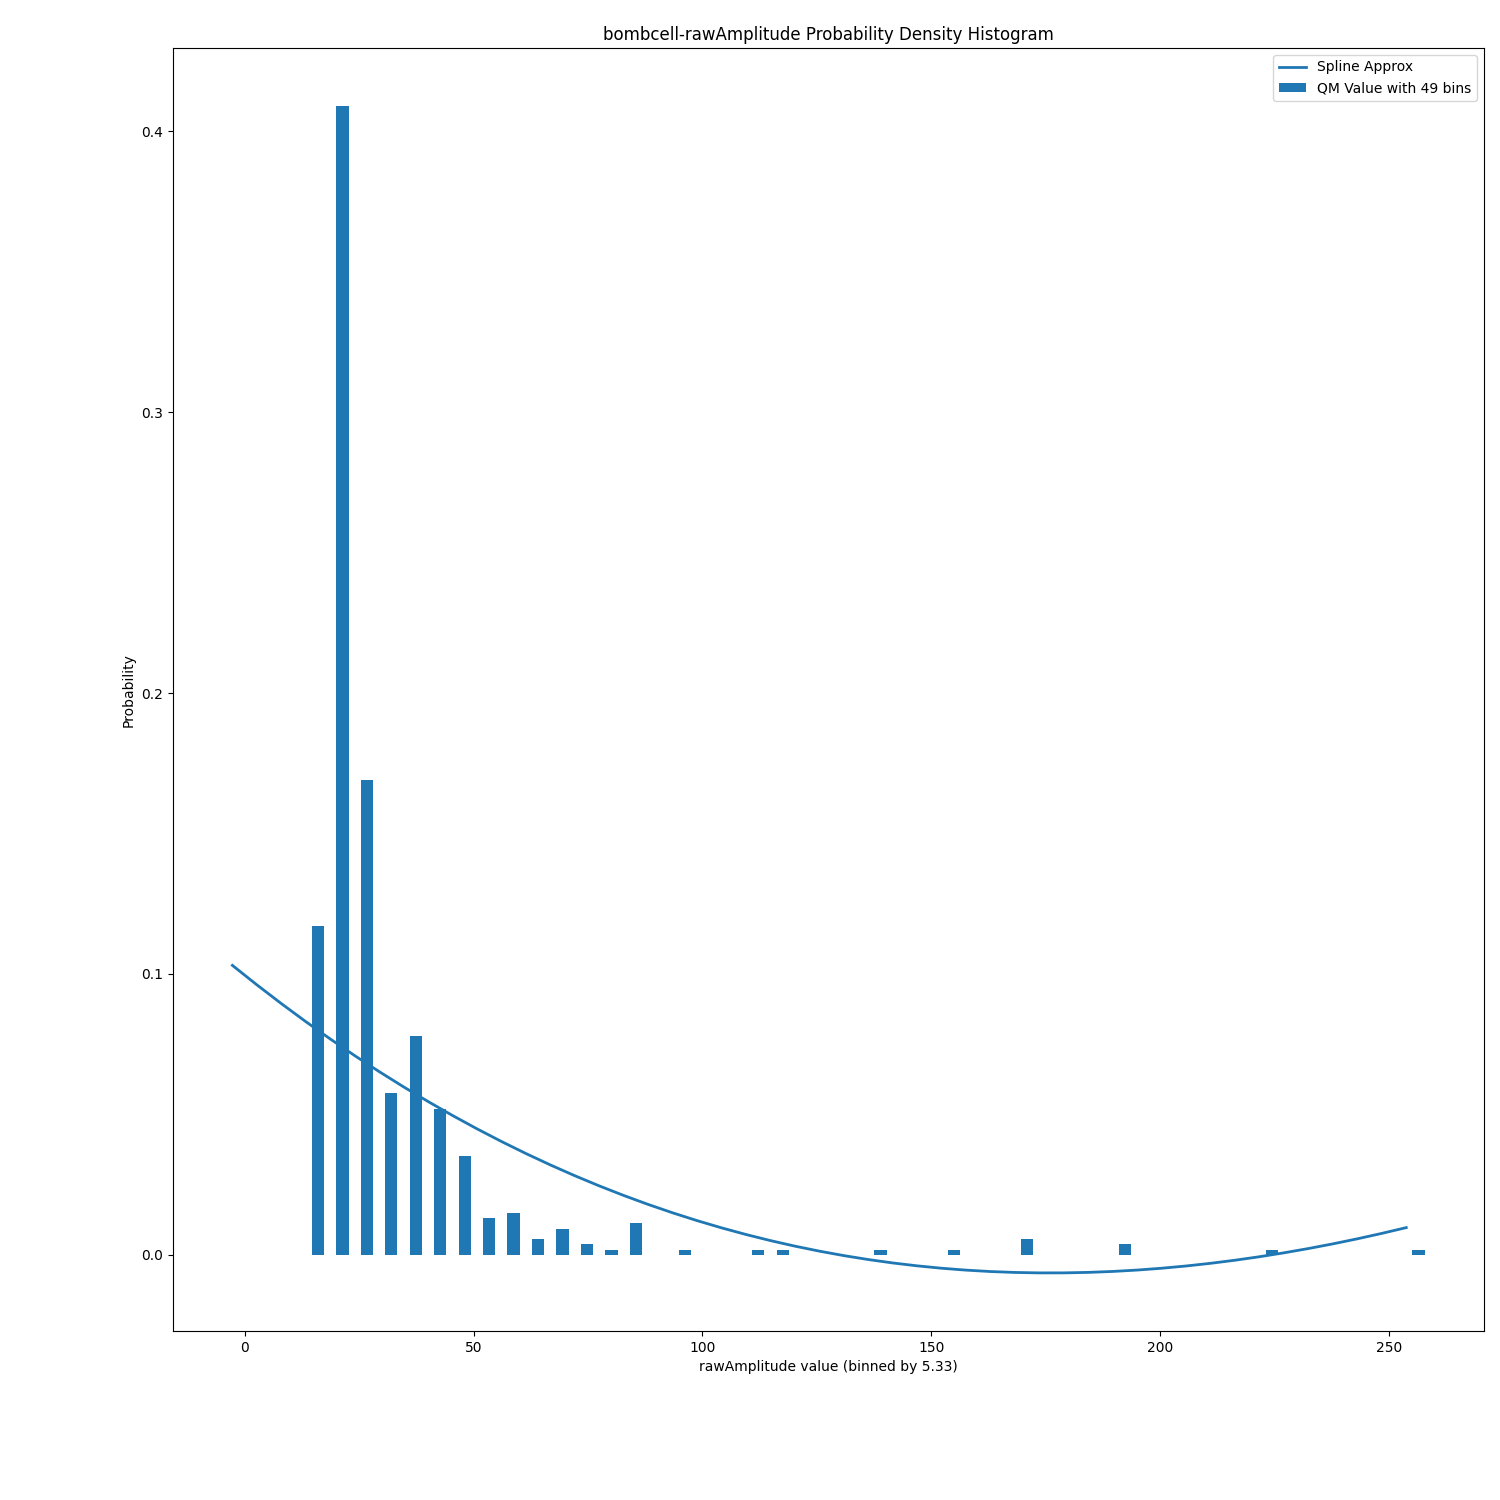 bombcell-rawAmplitude Probability Density Histogram
Spline Approx
QM Value with 49 bins
0.4
0.3
0.2
0.1
0.0
Probability
0 50 100 150 200 250
rawAmplitude value (binned by 5.33)